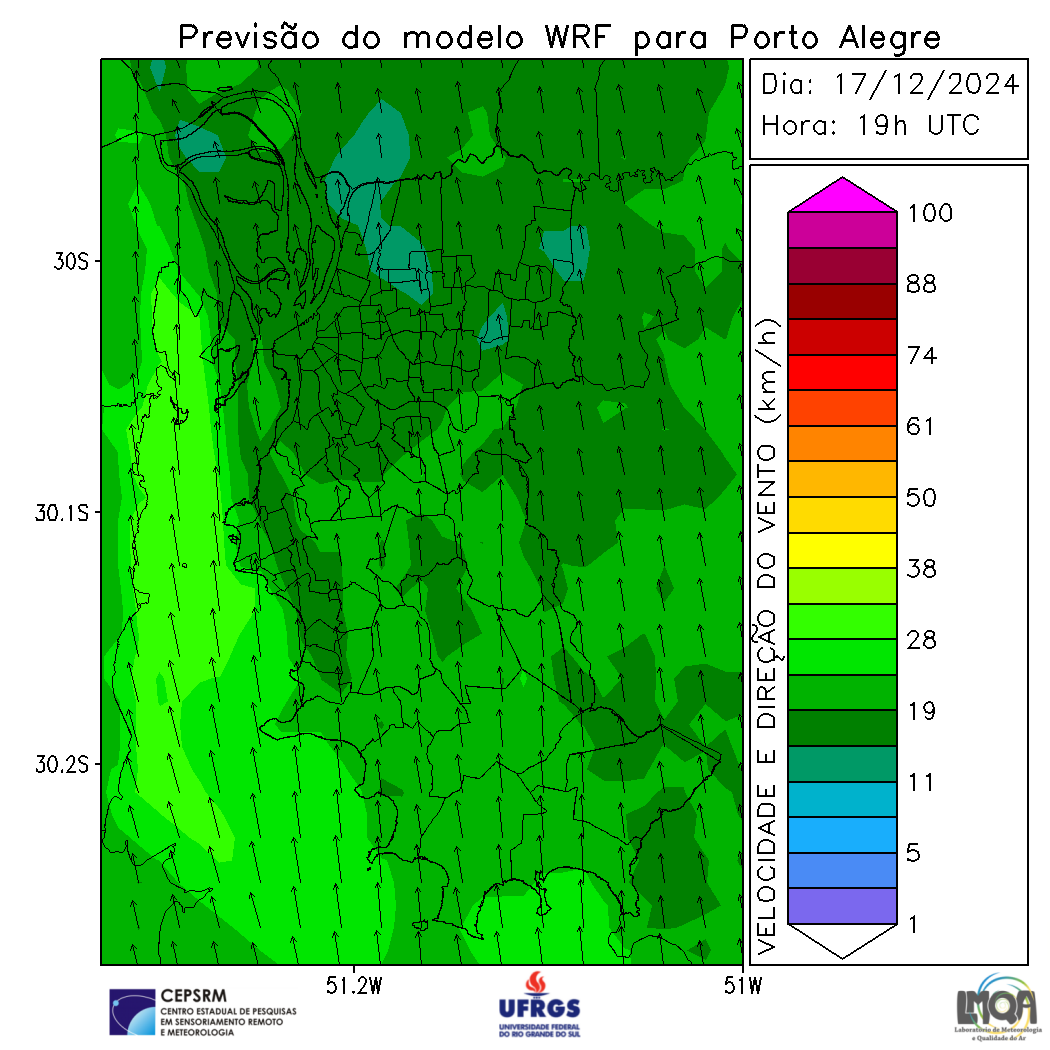 Previsão do modelo WRF para Porto Alegre
Dia: 17/12/2024
Hora: 19h UTC
30S
30.1S
30.2S
51.2W
51W
VELOCIDADE E DIREÇÃO DO VENTO (km/h)
100
88
74
61
50
38
28
19
11
5
1
CEPSRM
CENTRO ESTADUAL DE PESQUISAS
EM SENSORIAMENTO REMOTO
E METEOROLOGIA
UFRGS
UNIVERSIDADE FEDERAL
DO RIO GRANDE DO SUL
LMQA
Laboratório de Meteorologia
e Qualidade do Ar